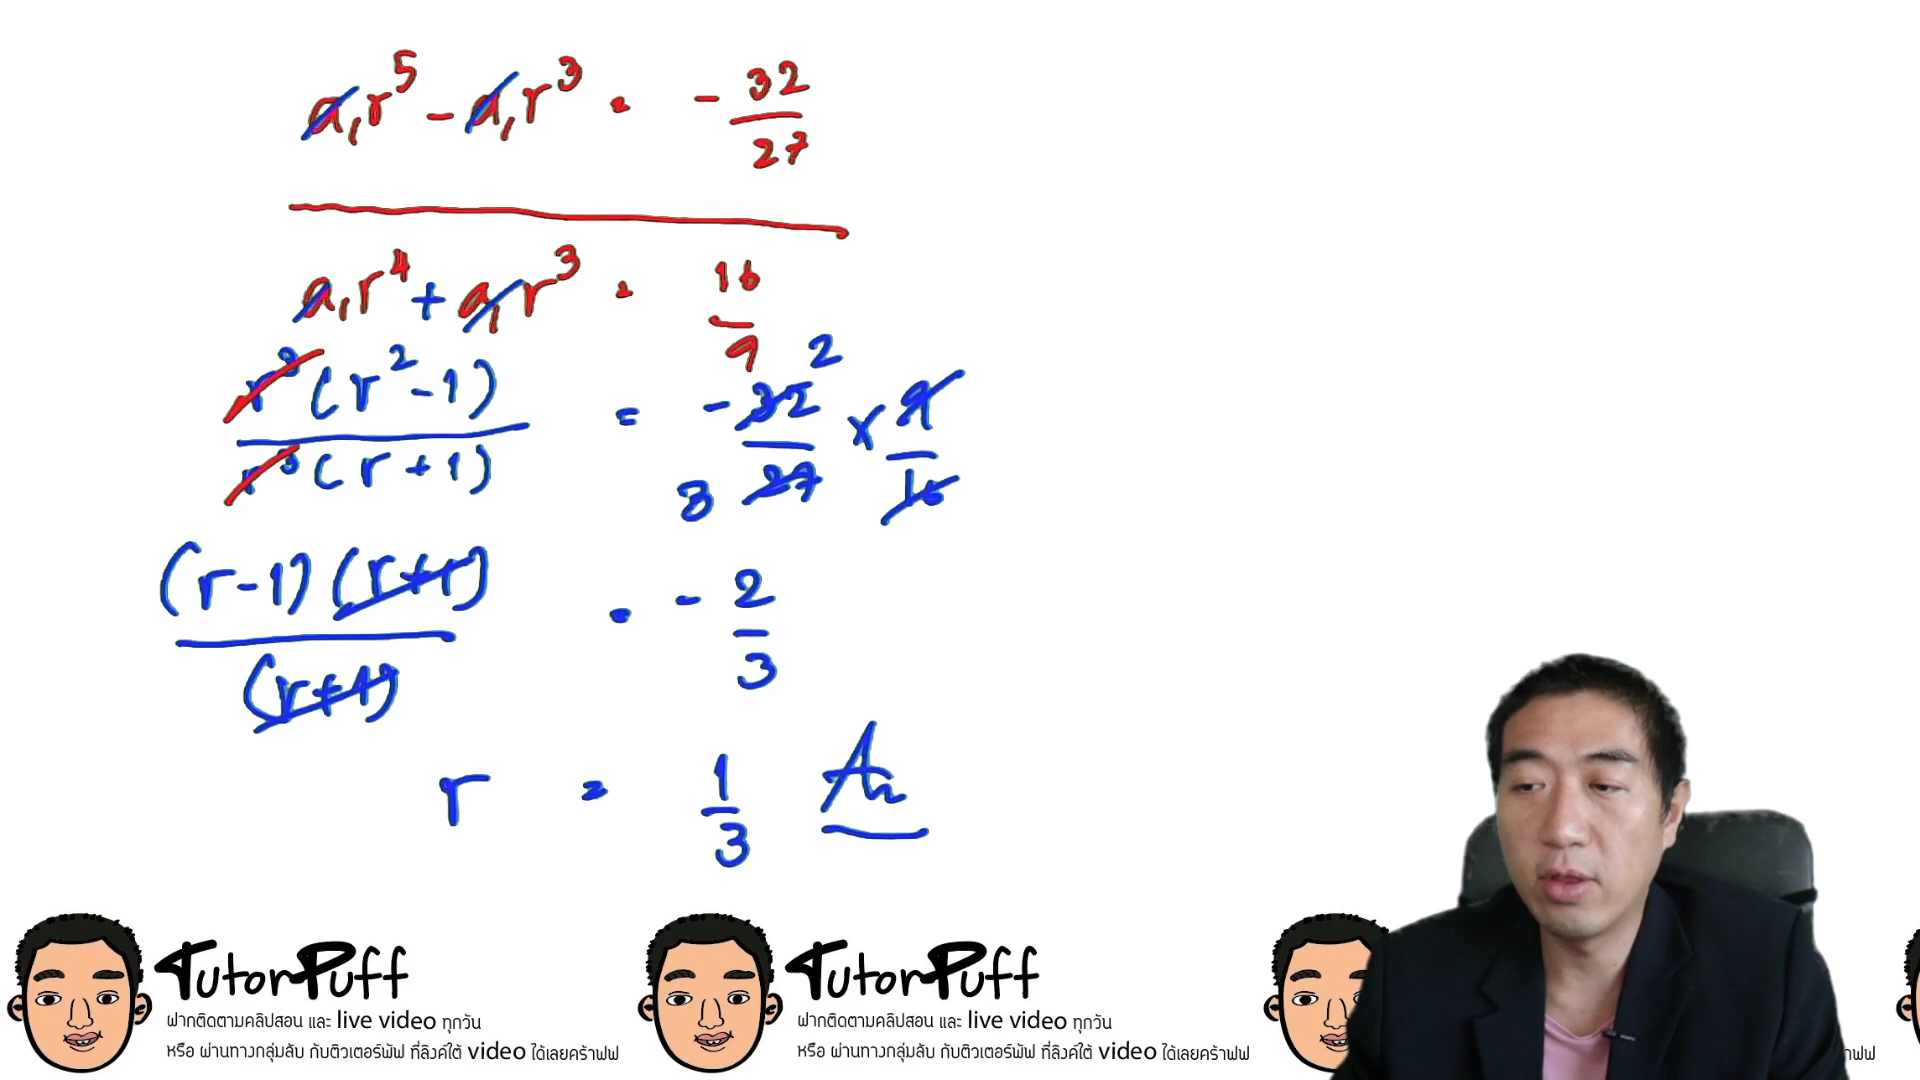 a₁r⁵ - a₁r³ = - 32/27
a₁r⁴ + a₁r³ = 16/9
r³(r²-1) / r³(r+1) = - 32/27 × 9/16
2
3
(r-1)(r+1) / (r+1) = - 2/3
r = 1/3 Ans
TutorPuff
ฝากติดตามคลิปสอน และ live video ทุกวัน
หรือ ผ่านทางกลุ่มลับ กับติวเตอร์พัฟ ที่ลิงค์ใต้ video ได้เลยคร้าฟฟ
TutorPuff
ฝากติดตามคลิปสอน และ live video ทุกวัน
หรือ ผ่านทางกลุ่มลับ กับติวเตอร์พัฟ ที่ลิงค์ใต้ video ได้เลยคร้าฟฟ